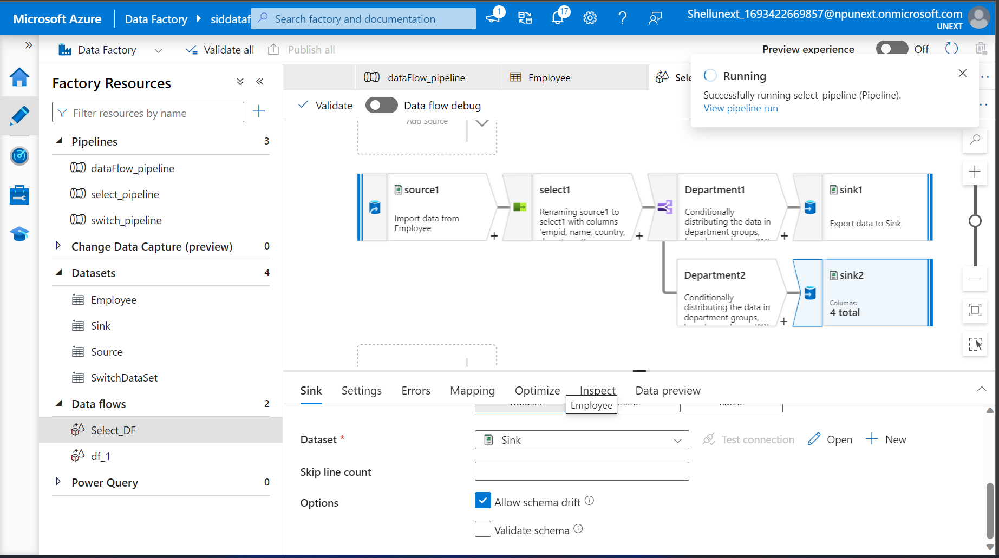 Microsoft Azure
Data Factory
siddataf
Search factory and documentation
1
17
Shellunext_1693422669857@npunext.onmicrosoft.com
UNEXT
Data Factory
Validate all
Publish all
Preview experience
Off
Factory Resources
Filter resources by name
Pipelines 3
dataFlow_pipeline
select_pipeline
switch_pipeline
Change Data Capture (preview) 0
Datasets 4
Employee
Sink
Source
SwitchDataSet
Data flows 2
Select_DF
df_1
Power Query 0
dataFlow_pipeline
Employee
Sele
Running
Successfully running select_pipeline (Pipeline).
View pipeline run
Validate
Data flow debug
Add Source
source1
Import data from
Employee
select1
Renaming source1 to
select1 with columns
'empid, name, country,
Department1
Conditionally
distributing the data in
department groups,
sink1
Export data to Sink
Department2
Conditionally
distributing the data in
department groups,
sink2
Columns:
4 total
Sink
Settings
Errors
Mapping
Optimize
Inspect
Data preview
Employee
Dataset
Cache
Dataset *
Sink
Test connection
Open
New
Skip line count
Options
Allow schema drift
Validate schema